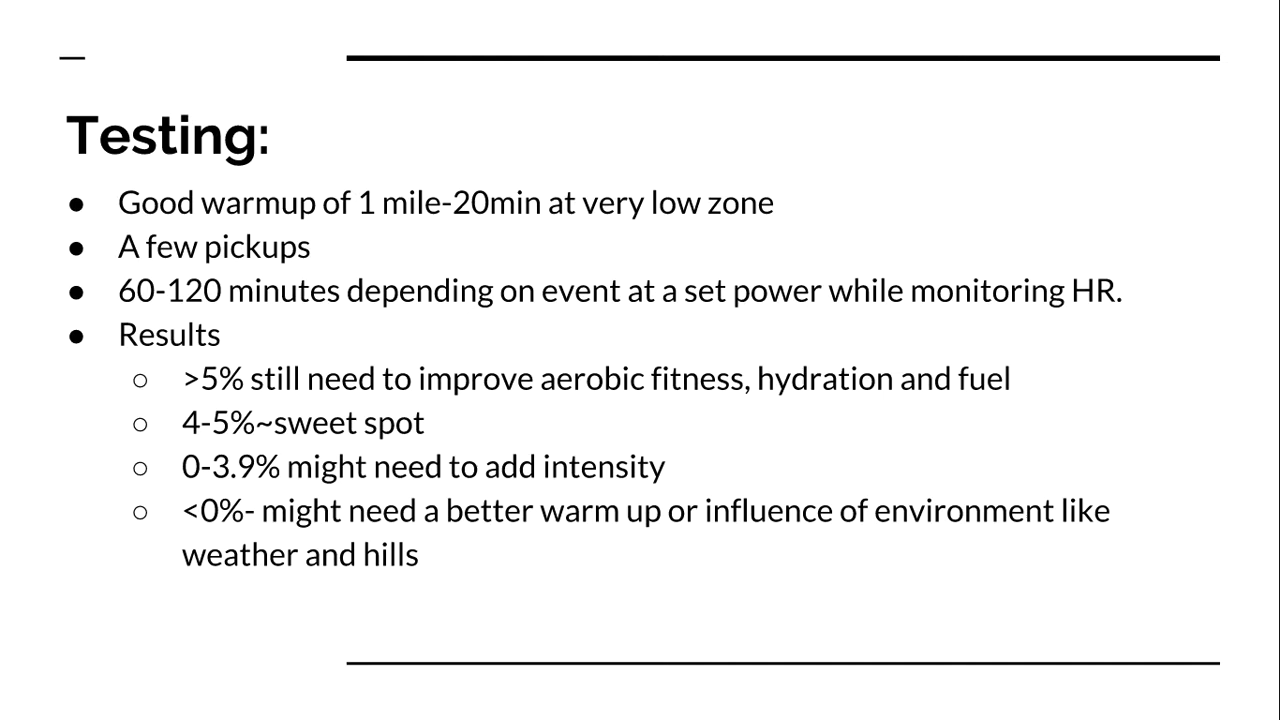 Testing:
● Good warmup of 1 mile-20min at very low zone
● A few pickups
● 60-120 minutes depending on event at a set power while monitoring HR.
● Results
○ >5% still need to improve aerobic fitness, hydration and fuel
○ 4-5%~sweet spot
○ 0-3.9% might need to add intensity
○ <0%- might need a better warm up or influence of environment like
weather and hills